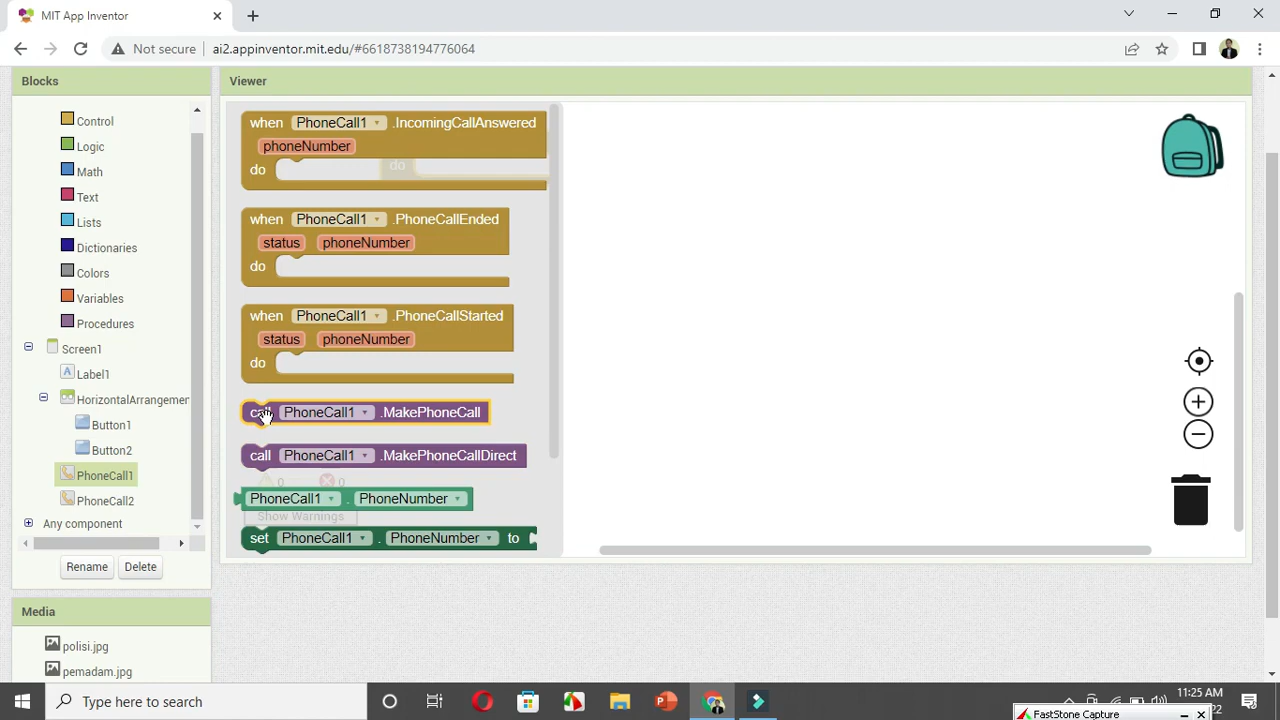 MIT App Inventor
Not secure
ai2.appinventor.mit.edu/#6618738194776064
Blocks
Viewer
Control
Logic
Math
Text
Lists
Dictionaries
Colors
Variables
Procedures
Screen1
Label1
HorizontalArrangemer
Button1
Button2
PhoneCall1
PhoneCall2
Any component
Rename
Delete
Media
polisi.jpg
pemadam.jpg
when PhoneCall1 .IncomingCallAnswered
phoneNumber
do
do
when PhoneCall1 .PhoneCallEnded
status phoneNumber
do
when PhoneCall1 .PhoneCallStarted
status phoneNumber
do
call PhoneCall1 .MakePhoneCall
call PhoneCall1 .MakePhoneCallDirect
0 0
PhoneCall1 . PhoneNumber
Show Warnings
set PhoneCall1 . PhoneNumber to
Type here to search
11:25 AM
FastStone Capture